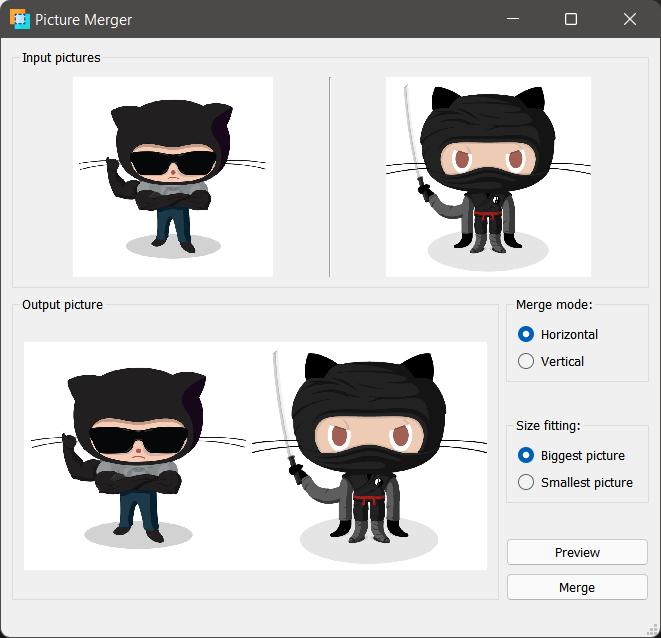 Picture Merger
Input pictures
Output picture
Merge mode:
Horizontal
Vertical
Size fitting:
Biggest picture
Smallest picture
Preview
Merge